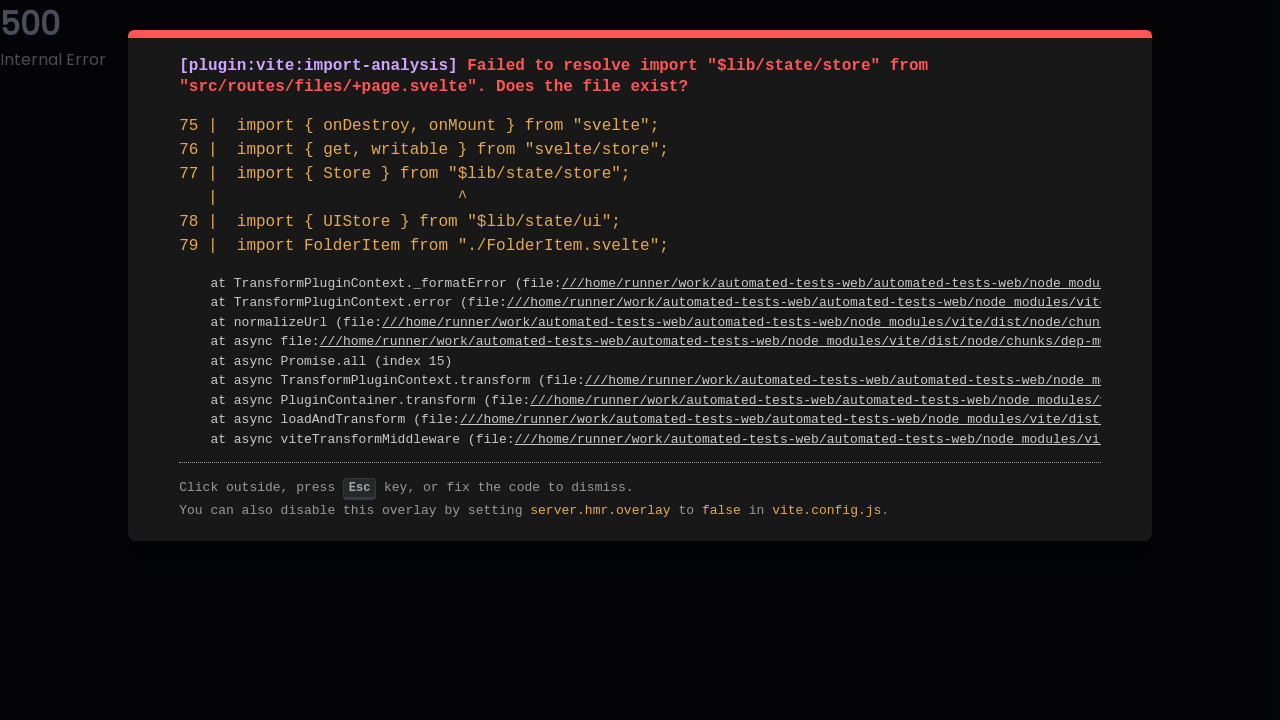 500
Internal Error
[plugin:vite:import-analysis] Failed to resolve import "$lib/state/store" from
"src/routes/files/+page.svelte". Does the file exist?
75 |  import { onDestroy, onMount } from "svelte";
76 |  import { get, writable } from "svelte/store";
77 |  import { Store } from "$lib/state/store";
   |                         ^
78 |  import { UIStore } from "$lib/state/ui";
79 |  import FolderItem from "./FolderItem.svelte";
    at TransformPluginContext._formatError (file:///home/runner/work/automated-tests-web/automated-tests-web/node_modu
    at TransformPluginContext.error (file:///home/runner/work/automated-tests-web/automated-tests-web/node_modules/vite
    at normalizeUrl (file:///home/runner/work/automated-tests-web/automated-tests-web/node_modules/vite/dist/node/chun
    at async file:///home/runner/work/automated-tests-web/automated-tests-web/node_modules/vite/dist/node/chunks/dep-m
    at async Promise.all (index 15)
    at async TransformPluginContext.transform (file:///home/runner/work/automated-tests-web/automated-tests-web/node_m
    at async PluginContainer.transform (file:///home/runner/work/automated-tests-web/automated-tests-web/node_modules/
    at async loadAndTransform (file:///home/runner/work/automated-tests-web/automated-tests-web/node_modules/vite/dist
    at async viteTransformMiddleware (file:///home/runner/work/automated-tests-web/automated-tests-web/node_modules/vi
Click outside, press Esc key, or fix the code to dismiss.
You can also disable this overlay by setting server.hmr.overlay to false in vite.config.js.